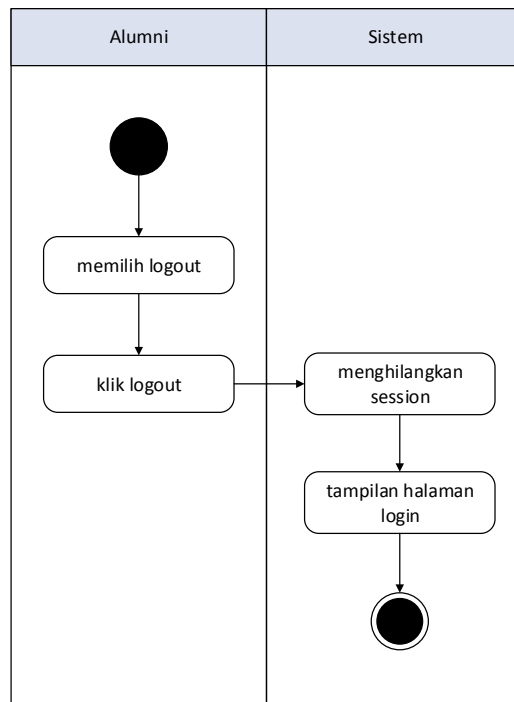 Alumni
Sistem
memilih logout
klik logout
menghilangkan
session
tampilan halaman
login